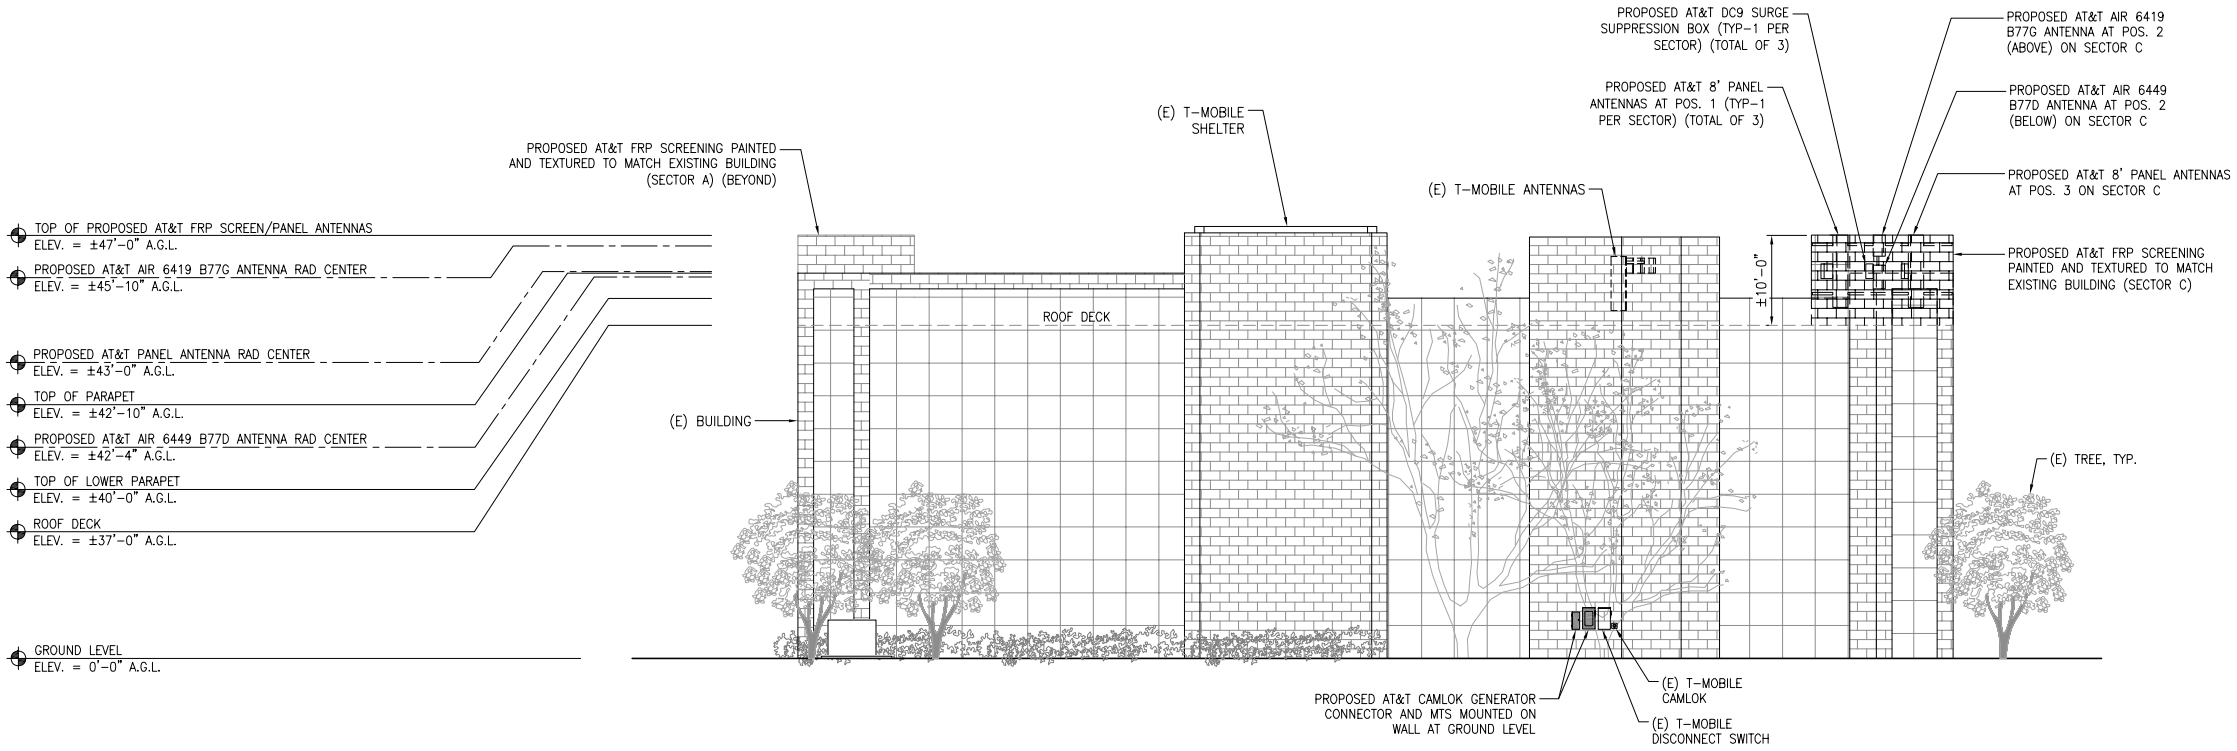 PROPOSED AT&T DC9 SURGE
SUPPRESSION BOX (TYP-1 PER
SECTOR) (TOTAL OF 3)
PROPOSED AT&T AIR 6419
B77G ANTENNA AT POS. 2
(ABOVE) ON SECTOR C
PROPOSED AT&T 8' PANEL
ANTENNAS AT POS. 1 (TYP-1
PER SECTOR) (TOTAL OF 3)
PROPOSED AT&T AIR 6449
B77D ANTENNA AT POS. 2
(BELOW) ON SECTOR C
(E) T-MOBILE
SHELTER
PROPOSED AT&T FRP SCREENING PAINTED
AND TEXTURED TO MATCH EXISTING BUILDING
(SECTOR A) (BEYOND)
(E) T-MOBILE ANTENNAS
PROPOSED AT&T 8' PANEL ANTENNAS
AT POS. 3 ON SECTOR C
TOP OF PROPOSED AT&T FRP SCREEN/PANEL ANTENNAS
ELEV. = ±47'-0" A.G.L.
PROPOSED AT&T AIR 6419 B77G ANTENNA RAD CENTER
ELEV. = ±45'-10" A.G.L.
±10'-0"
PROPOSED AT&T FRP SCREENING
PAINTED AND TEXTURED TO MATCH
EXISTING BUILDING (SECTOR C)
ROOF DECK
PROPOSED AT&T PANEL ANTENNA RAD CENTER
ELEV. = ±43'-0" A.G.L.
TOP OF PARAPET
ELEV. = ±42'-10" A.G.L.
(E) BUILDING
PROPOSED AT&T AIR 6449 B77D ANTENNA RAD CENTER
ELEV. = ±42'-4" A.G.L.
(E) TREE, TYP.
TOP OF LOWER PARAPET
ELEV. = ±40'-0" A.G.L.
ROOF DECK
ELEV. = ±37'-0" A.G.L.
GROUND LEVEL
ELEV. = 0'-0" A.G.L.
PROPOSED AT&T CAMLOK GENERATOR
CONNECTOR AND MTS MOUNTED ON
WALL AT GROUND LEVEL
(E) T-MOBILE
CAMLOK
(E) T-MOBILE
DISCONNECT SWITCH